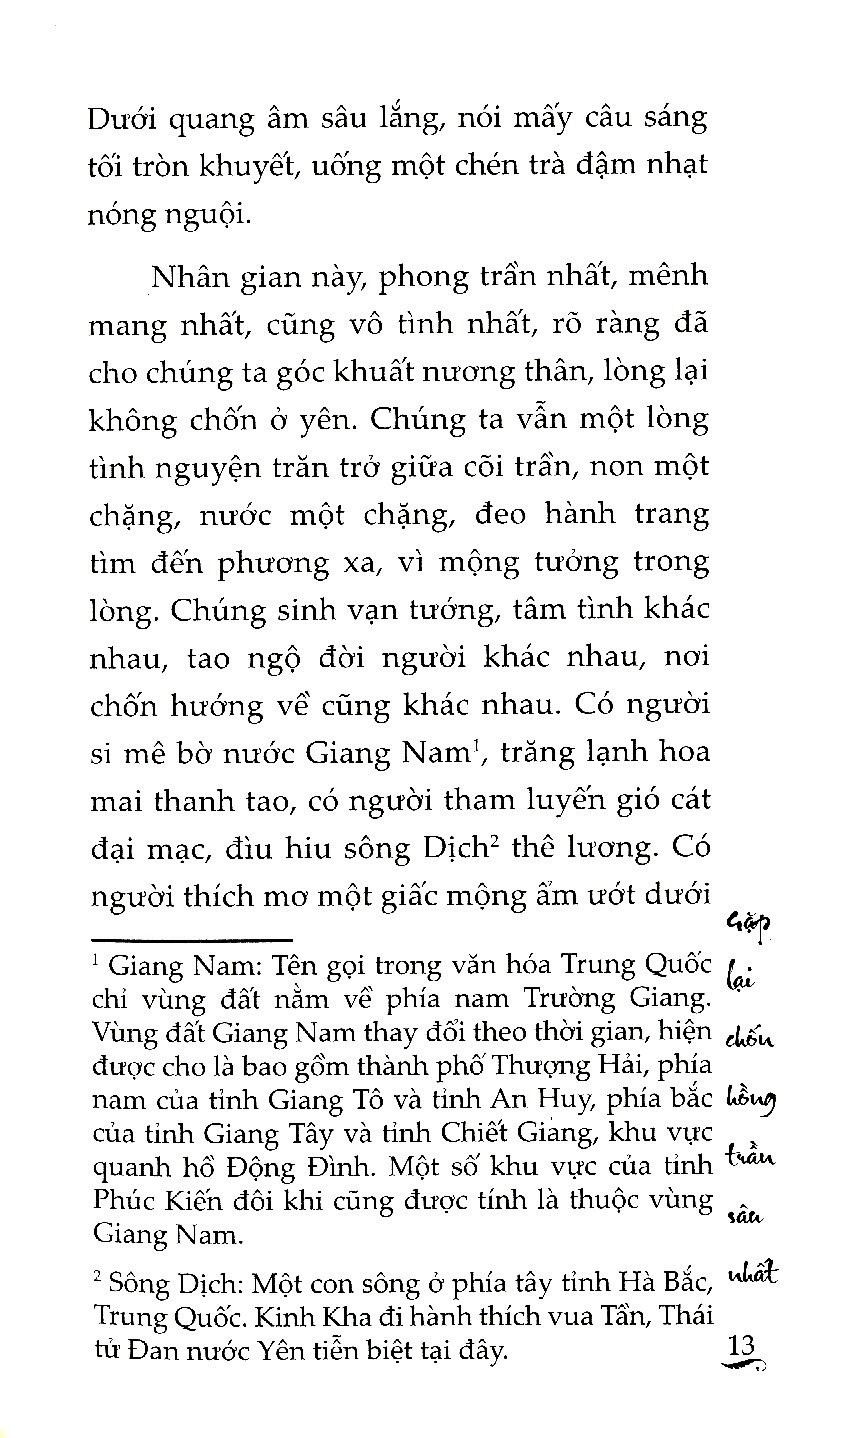 Dưới quang âm sâu lắng, nói mấy câu sáng
tối tròn khuyết, uống một chén trà đậm nhạt
nóng nguội.
Nhân gian này, phong trần nhất, mênh
mang nhất, cũng vô tình nhất, rõ ràng đã
cho chúng ta góc khuất nương thân, lòng lại
không chốn ở yên. Chúng ta vẫn một lòng
tình nguyện trăn trở giữa cõi trần, non một
chặng, nước một chặng, đeo hành trang
tìm đến phương xa, vì mộng tưởng trong
lòng. Chúng sinh vạn tướng, tâm tình khác
nhau, tao ngộ đời người khác nhau, nơi
chốn hướng về cũng khác nhau. Có người
si mê bờ nước Giang Nam¹, trăng lạnh hoa
mai thanh tao, có người tham luyến gió cát
đại mạc, đìu hiu sông Dịch² thê lương. Có
người thích mơ một giấc mộng ẩm ướt dưới
¹ Giang Nam: Tên gọi trong văn hóa Trung Quốc
chỉ vùng đất nằm về phía nam Trường Giang.
Vùng đất Giang Nam thay đổi theo thời gian, hiện
được cho là bao gồm thành phố Thượng Hải, phía
nam của tỉnh Giang Tô và tỉnh An Huy, phía bắc
của tỉnh Giang Tây và tỉnh Chiết Giang, khu vực
quanh hồ Động Đình. Một số khu vực của tỉnh
Phúc Kiến đôi khi cũng được tính là thuộc vùng
Giang Nam.
² Sông Dịch: Một con sông ở phía tây tỉnh Hà Bắc,
Trung Quốc. Kinh Kha đi hành thích vua Tần, Thái
tử Đan nước Yên tiễn biệt tại đây.
Gặp
lại
chốn
hồng
trần
sâu
nhất
13